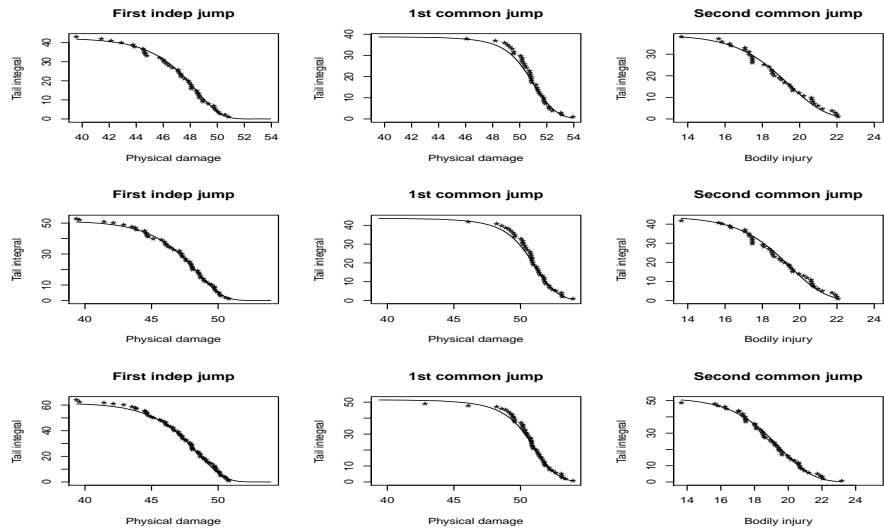 First indep jump
1st common jump
Second common jump
Tail integral
0 10 20 30 40
40 42 44 46 48 50 52 54
Physical damage
Tail integral
0 10 20 30 40
40 42 44 46 48 50 52 54
Physical damage
Tail integral
0 10 20 30
14 16 18 20 22 24
Bodily injury
First indep jump
1st common jump
Second common jump
Tail integral
0 10 30 50
40 45 50
Physical damage
Tail integral
0 10 20 30 40
40 45 50
Physical damage
Tail integral
0 10 20 30 40
14 16 18 20 22 24
Bodily injury
First indep jump
1st common jump
Second common jump
Tail integral
0 20 40 60
40 45 50
Physical damage
Tail integral
0 10 30 50
40 45 50
Physical damage
Tail integral
0 10 30 50
14 16 18 20 22 24
Bodily injury